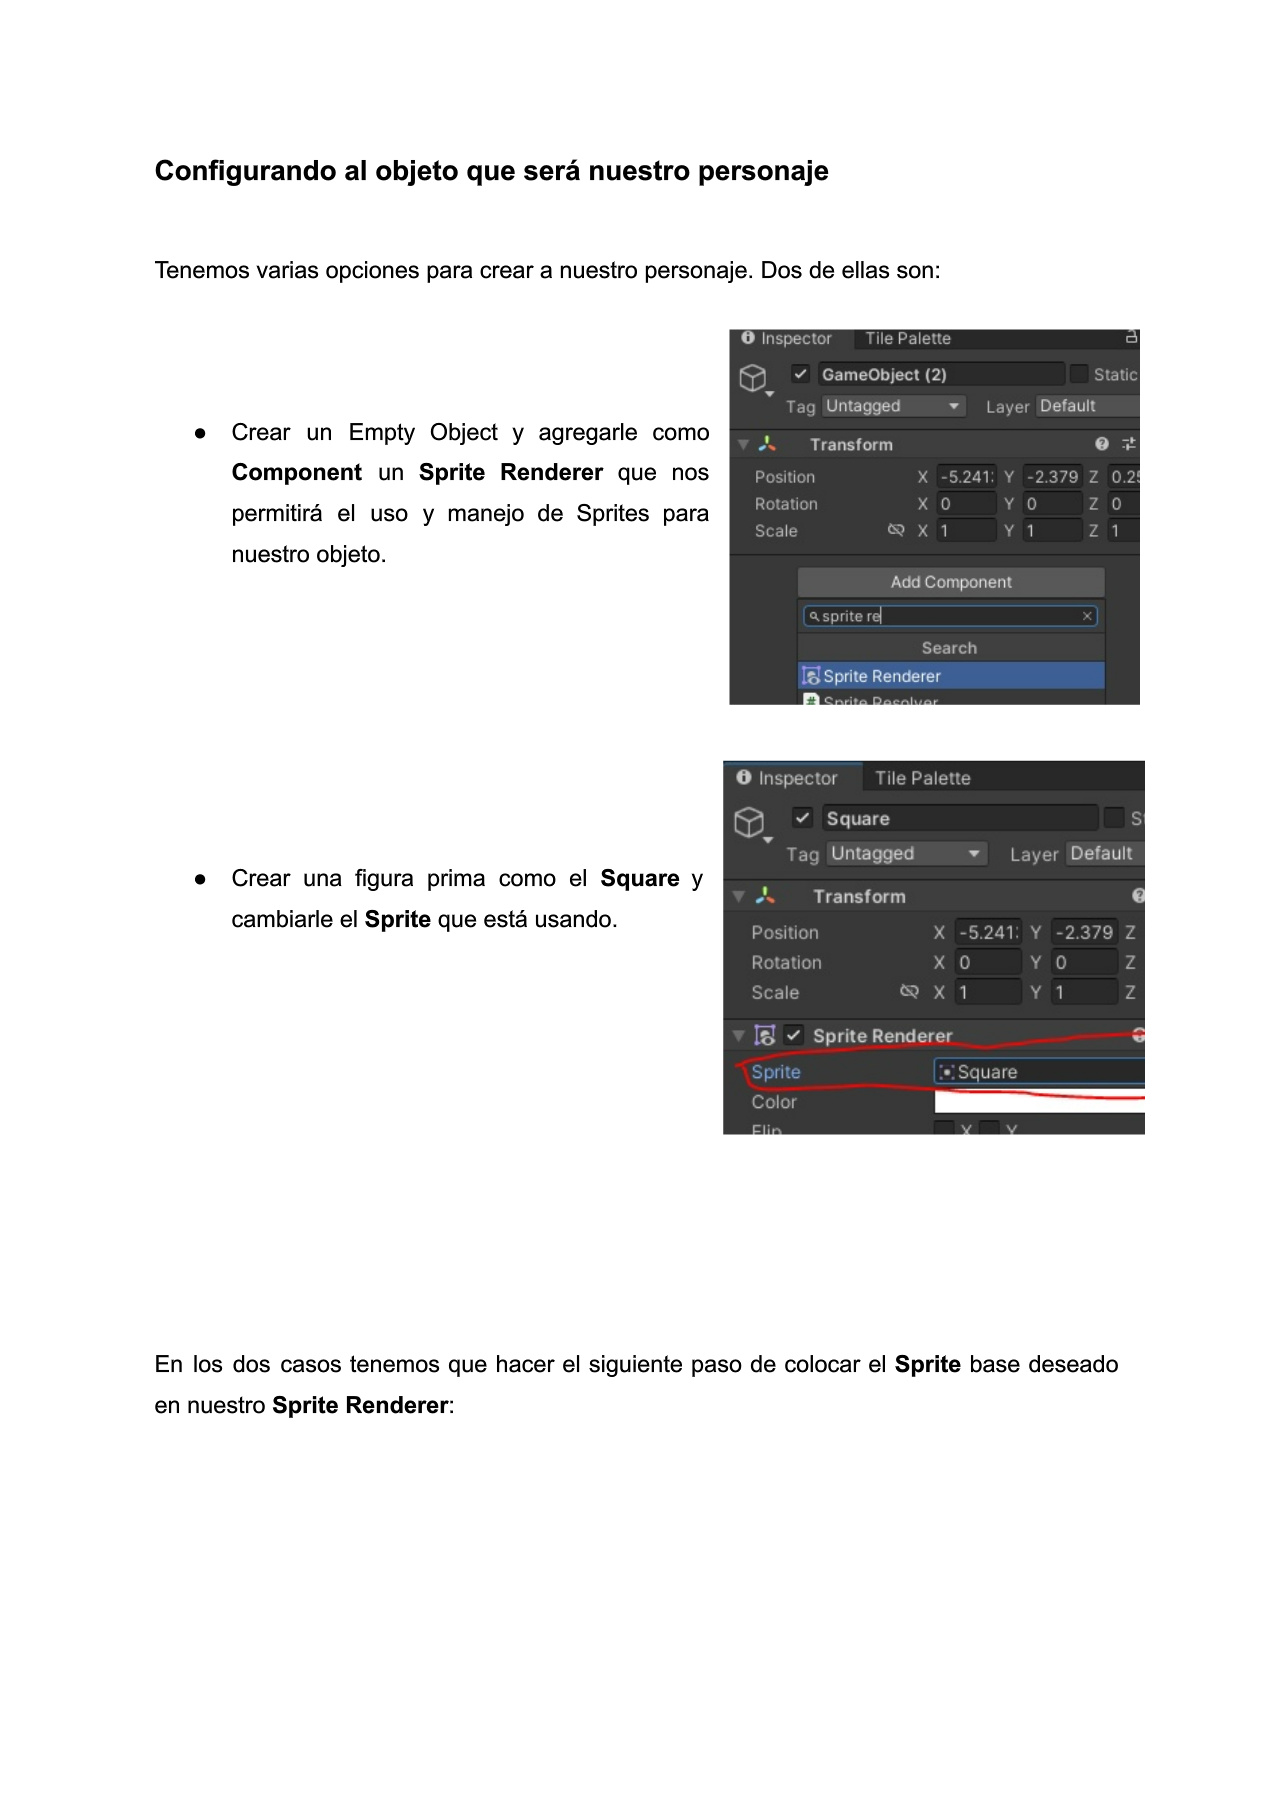 Configurando al objeto que será nuestro personaje
Tenemos varias opciones para crear a nuestro personaje. Dos de ellas son:
● Crear un Empty Object y agregarle como
Component un Sprite Renderer que nos
permitirá el uso y manejo de Sprites para
nuestro objeto.
Inspector Tile Palette
GameObject (2) Static
Tag Untagged Layer Default
Transform
Position X -5.241 Y -2.379 Z 0.25
Rotation X 0 Y 0 Z 0
Scale X 1 Y 1 Z 1
Add Component
sprite re
Search
Sprite Renderer
Sprite Resolver
● Crear una figura prima como el Square y
cambiarle el Sprite que está usando.
Inspector Tile Palette
Square
Tag Untagged Layer Default
Transform
Position X -5.241 Y -2.379 Z
Rotation X 0 Y 0 Z
Scale X 1 Y 1 Z
Sprite Renderer
Sprite Square
Color
Flip X Y
En los dos casos tenemos que hacer el siguiente paso de colocar el Sprite base deseado
en nuestro Sprite Renderer: